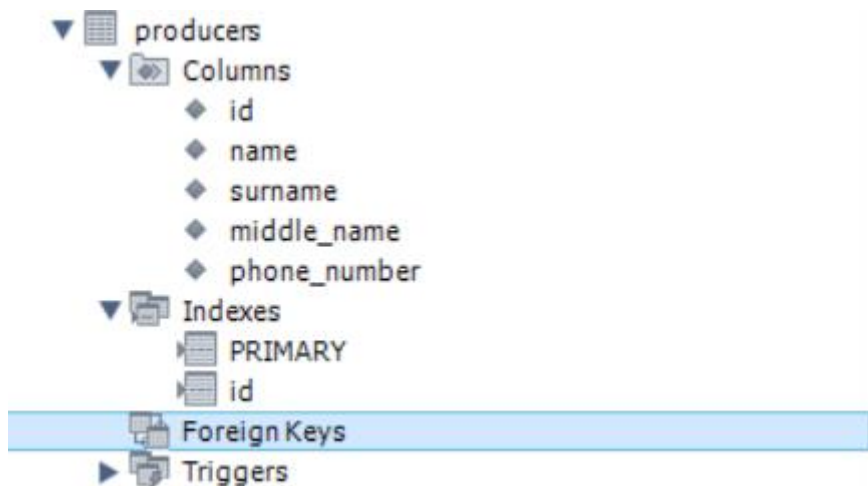 producers
Columns
id
name
surname
middle_name
phone_number
Indexes
PRIMARY
id
Foreign Keys
Triggers